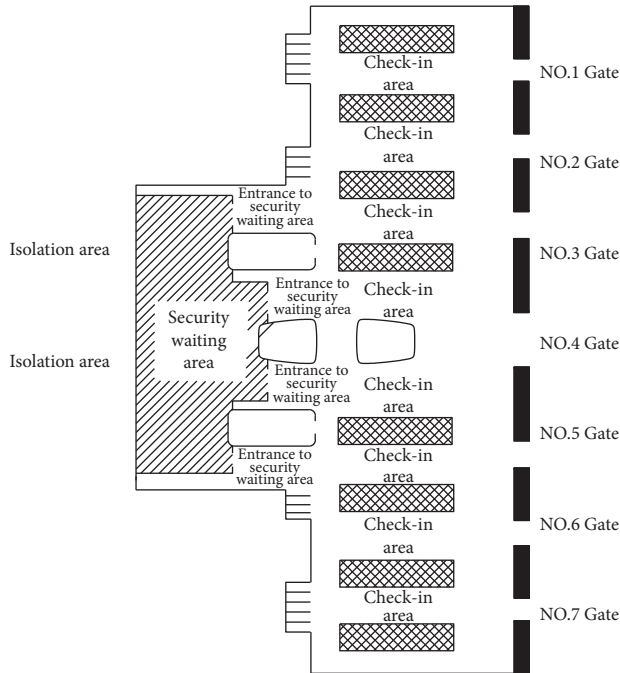 Check-in
area
NO.1 Gate
Check-in
area
NO.2 Gate
Entrance to
security
waiting area
Check-in
area
Isolation area
NO.3 Gate
Entrance to
security
waiting area
Check-in
area
Security
waiting
area
Isolation area
NO.4 Gate
Entrance to
security
waiting area
Check-in
area
NO.5 Gate
Entrance to
security
waiting area
Check-in
area
NO.6 Gate
Check-in
area
Check-in
area
NO.7 Gate